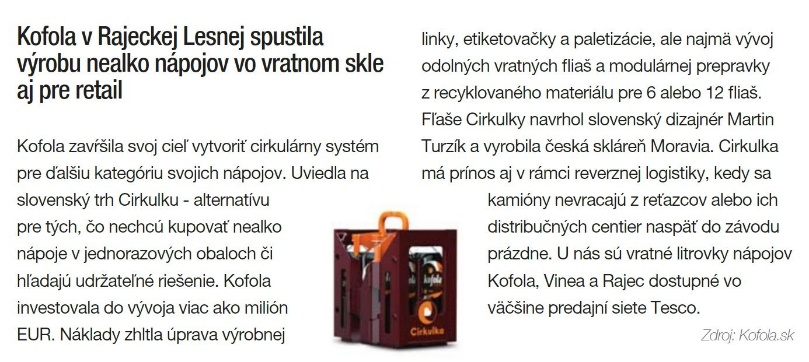 Kofola v Rajeckej Lesnej spustila
výrobu nealko nápojov vo vratnom skle
aj pre retail
Kofola zavŕšila svoj cieľ vytvoriť cirkulárny systém
pre ďalšiu kategóriu svojich nápojov. Uviedla na
slovenský trh Cirkulku - alternatívu
pre tých, čo nechcú kupovať nealko
nápoje v jednorazových obaloch či
hľadajú udržateľné riešenie. Kofola
investovala do vývoja viac ako milión
EUR. Náklady zhltla úprava výrobnej
kofola
Cirkulka
linky, etiketovačky a paletizácie, ale najmä vývoj
odolných vratných fliaš a modulárnej prepravky
z recyklovaného materiálu pre 6 alebo 12 fliaš.
Fľaše Cirkulky navrhol slovenský dizajnér Martin
Turzík a vyrobila česká skláreň Moravia. Cirkulka
má prínos aj v rámci reverznej logistiky, kedy sa
kamióny nevracajú z reťazcov alebo ich
distribučných centier naspäť do závodu
prázdne. U nás sú vratné litrovky nápojov
Kofola, Vinea a Rajec dostupné vo
väčšine predajní siete Tesco.
Zdroj: Kofola.sk